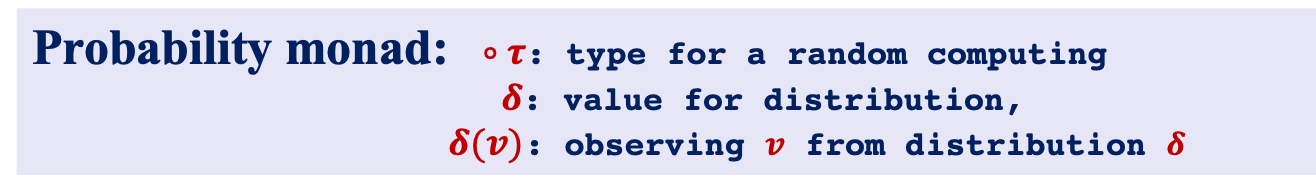 Probability monad: ∘ τ: type for a random computing
δ: value for distribution,
δ(v): observing v from distribution δ